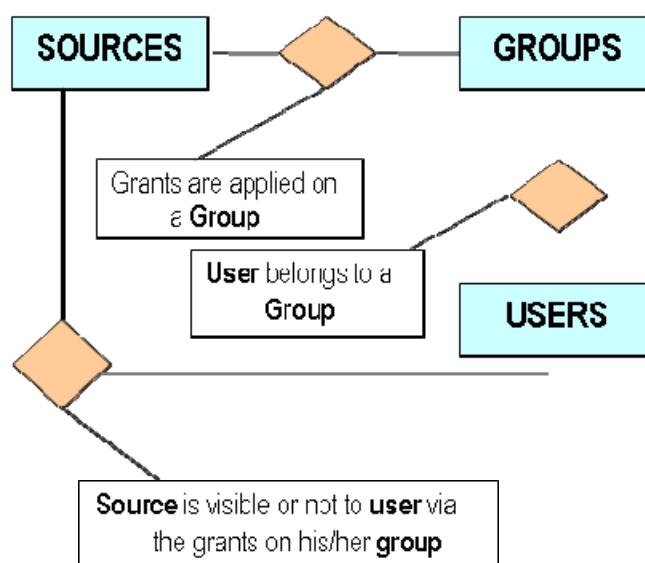 SOURCES
GROUPS
Grants are applied on
a Group
User belongs to a
Group
USERS
Source is visible or not to user via
the grants on his/her group